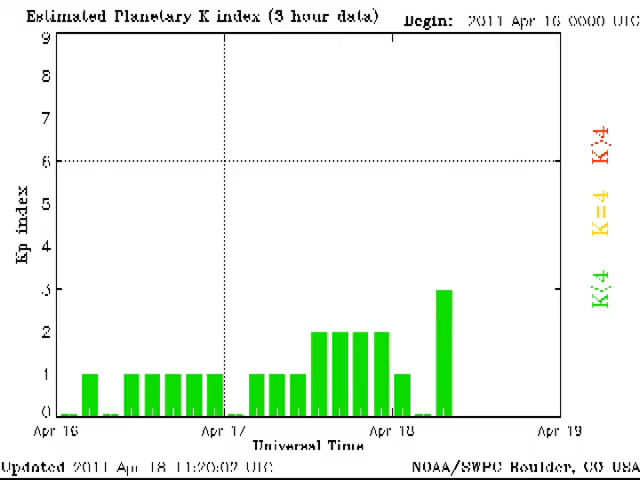 Estimated Planetary K index (3 hour data) Begin: 2011 Apr 16 0000 UTC
9
8
7
6
5
4
3
2
1
0
Kp index
K>4
K=4
K<4
Apr 16 Apr 17 Apr 18 Apr 19
Universal Time
Updated 2011 Apr 18 11:20:02 UTC NOAA/SWPC Boulder, CO USA